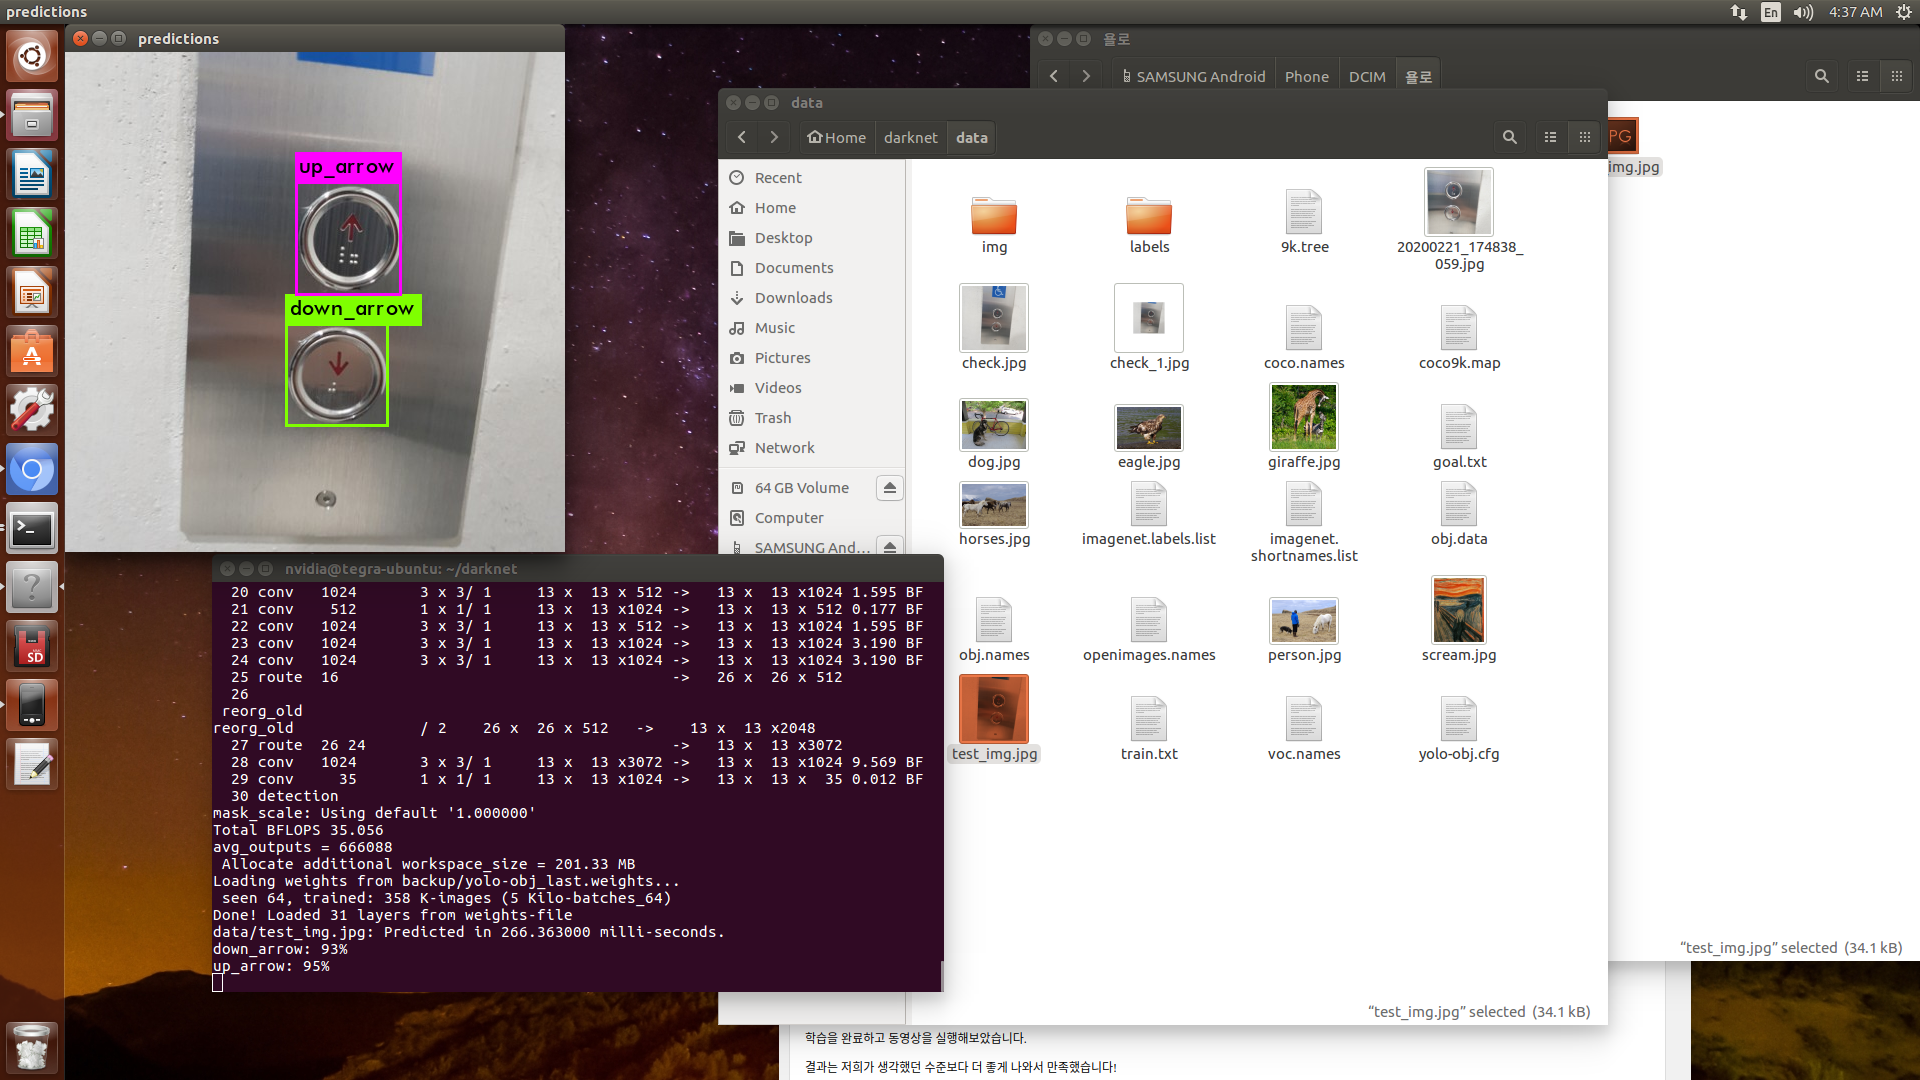 predictions
En
4:37 AM
predictions
up_arrow
down_arrow
욜로
SAMSUNG Android
Phone
DCIM
욜로
PG
img.jpg
"test_img.jpg" selected (34.1 kB)
data
Home
darknet
data
Recent
Home
Desktop
Documents
Downloads
Music
Pictures
Videos
Trash
Network
64 GB Volume
Computer
SAMSUNG And...
img
labels
9k.tree
20200221_174838_
059.jpg
check.jpg
check_1.jpg
coco.names
coco9k.map
dog.jpg
eagle.jpg
giraffe.jpg
goal.txt
horses.jpg
imagenet.labels.list
imagenet.
shortnames.list
obj.data
obj.names
openimages.names
person.jpg
scream.jpg
test_img.jpg
train.txt
voc.names
yolo-obj.cfg
"test_img.jpg" selected (34.1 kB)
nvidia@tegra-ubuntu: ~/darknet
20 conv 1024 3 x 3/ 1 13 x 13 x 512 -> 13 x 13 x1024 1.595 BF
21 conv 512 1 x 1/ 1 13 x 13 x1024 -> 13 x 13 x 512 0.177 BF
22 conv 1024 3 x 3/ 1 13 x 13 x 512 -> 13 x 13 x1024 1.595 BF
23 conv 1024 3 x 3/ 1 13 x 13 x1024 -> 13 x 13 x1024 3.190 BF
24 conv 1024 3 x 3/ 1 13 x 13 x1024 -> 13 x 13 x1024 3.190 BF
25 route 16 -> 26 x 26 x 512
26
reorg_old
reorg_old / 2 26 x 26 x 512 -> 13 x 13 x2048
27 route 26 24 -> 13 x 13 x3072
28 conv 1024 3 x 3/ 1 13 x 13 x3072 -> 13 x 13 x1024 9.569 BF
29 conv 35 1 x 1/ 1 13 x 13 x1024 -> 13 x 13 x 35 0.012 BF
30 detection
mask_scale: Using default '1.000000'
Total BFLOPS 35.056
avg_outputs = 666088
Allocate additional workspace_size = 201.33 MB
Loading weights from backup/yolo-obj_last.weights...
seen 64, trained: 358 K-images (5 Kilo-batches_64)
Done! Loaded 31 layers from weights-file
data/test_img.jpg: Predicted in 266.363000 milli-seconds.
down_arrow: 93%
up_arrow: 95%
SD
학습을 완료하고 동영상을 실행해보았습니다.
결과는 저희가 생각했던 수준보다 더 좋게 나와서 만족했습니다!